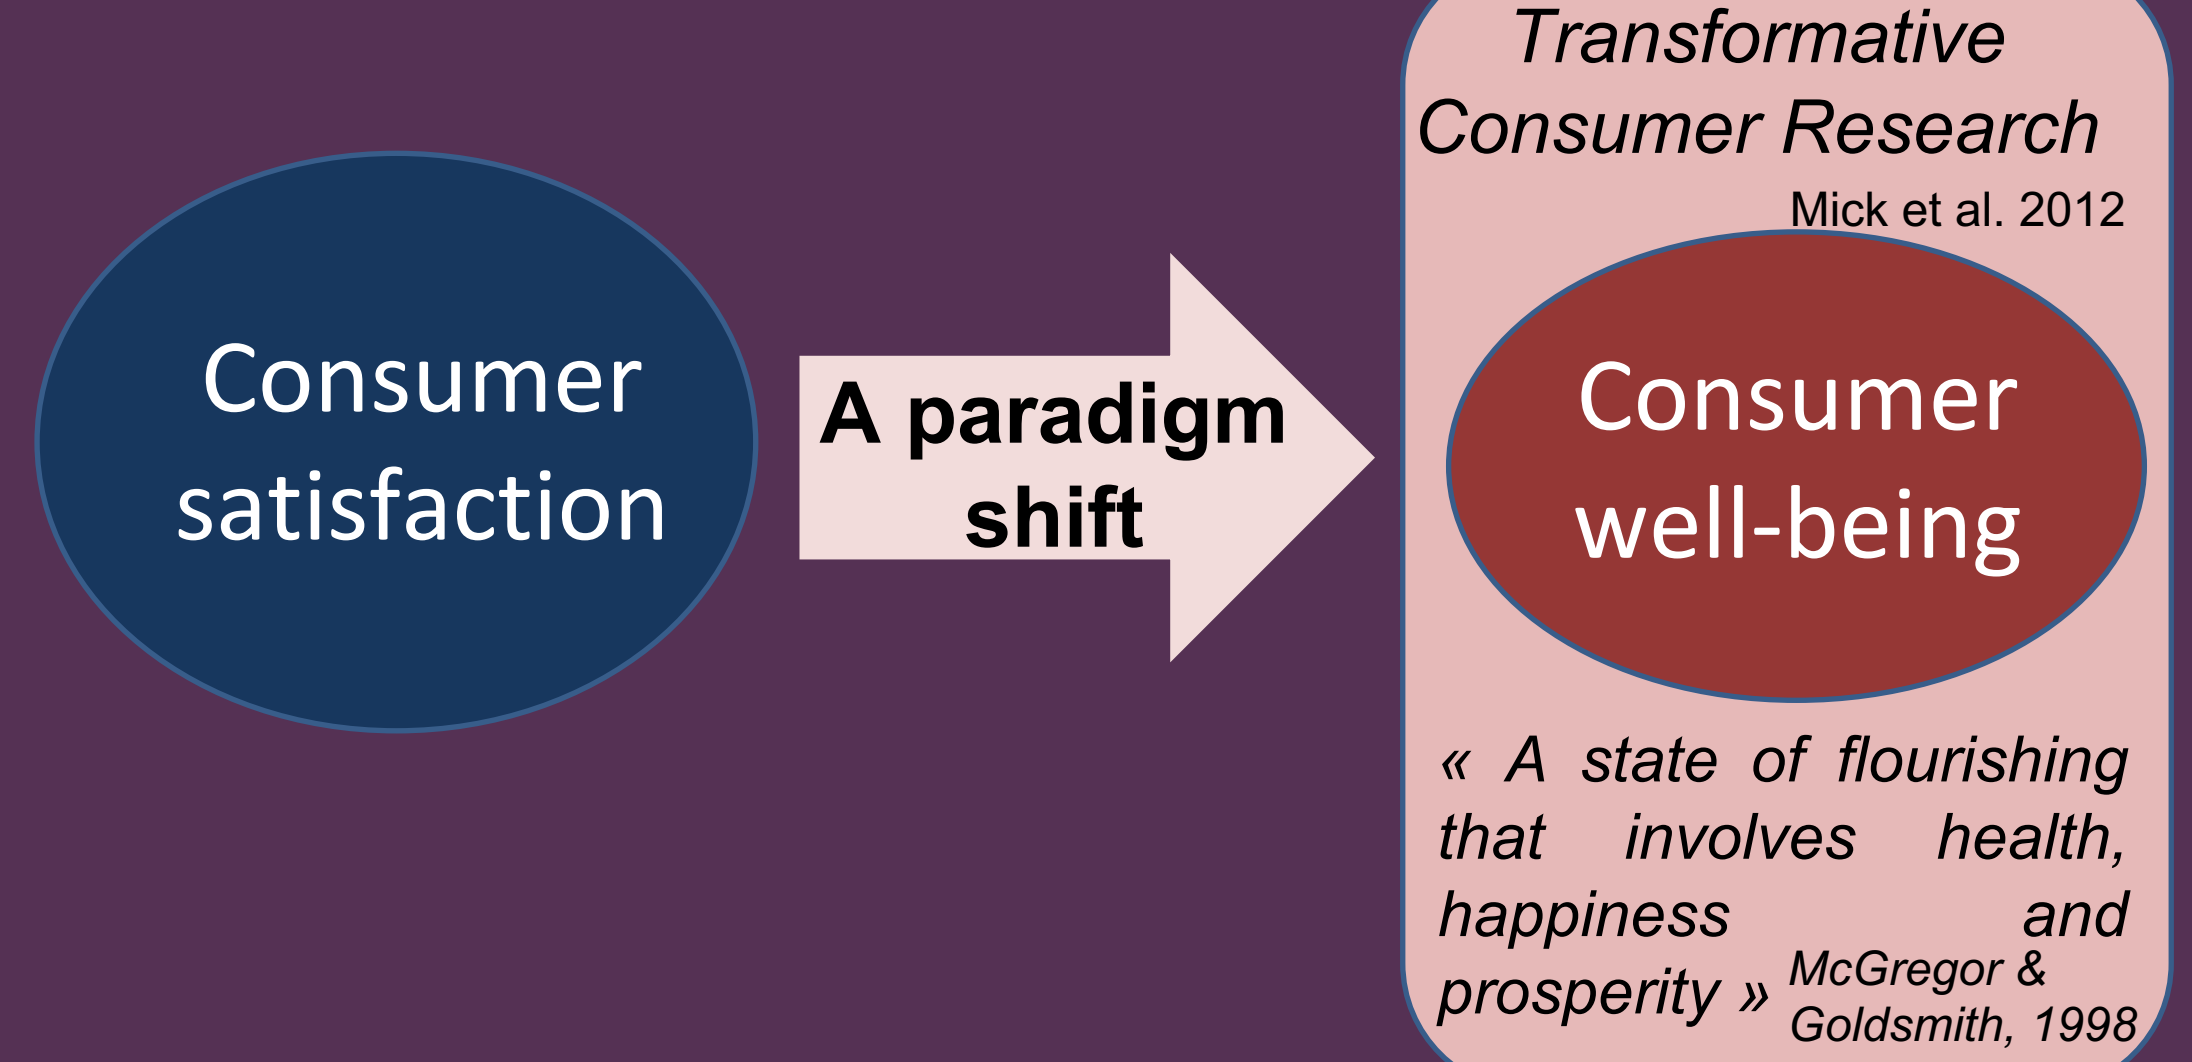 Consumer
satisfaction
A paradigm
shift
Transformative
Consumer Research
Mick et al. 2012
Consumer
well-being
« A state of flourishing
that involves health,
happiness and
prosperity »
McGregor &
Goldsmith, 1998